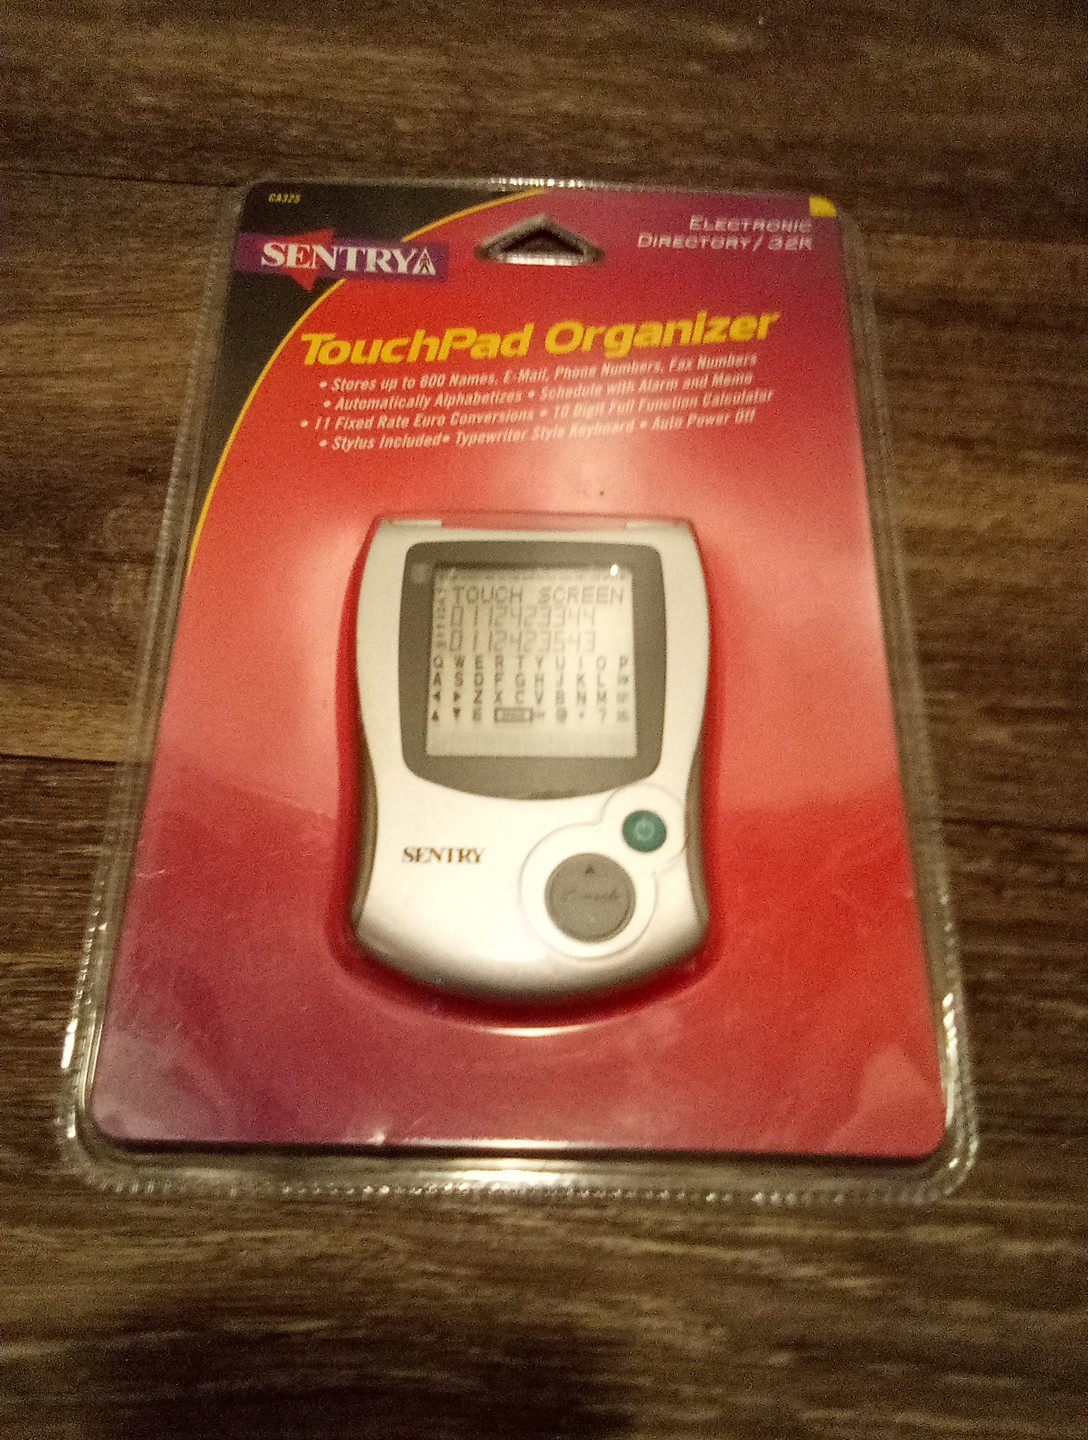 CA325
SENTRY
ELECTRONIC
DIRECTORY/32K
TouchPad Organizer
• Stores up to 600 Names, E-Mail, Phone Numbers, Fax Numbers
• Automatically Alphabetizes • Schedule with Alarm and Memo
• 11 Fixed Rate Euro Conversions • 10 Digit Full Function Calculator
• Stylus Included • Typewriter Style Keyboard • Auto Power Off
TOUCH SCREEN
0112423344
0112423543
Q W E R T Y U I O P
A S D F G H J K L
Z X C V B N M
@
SENTRY